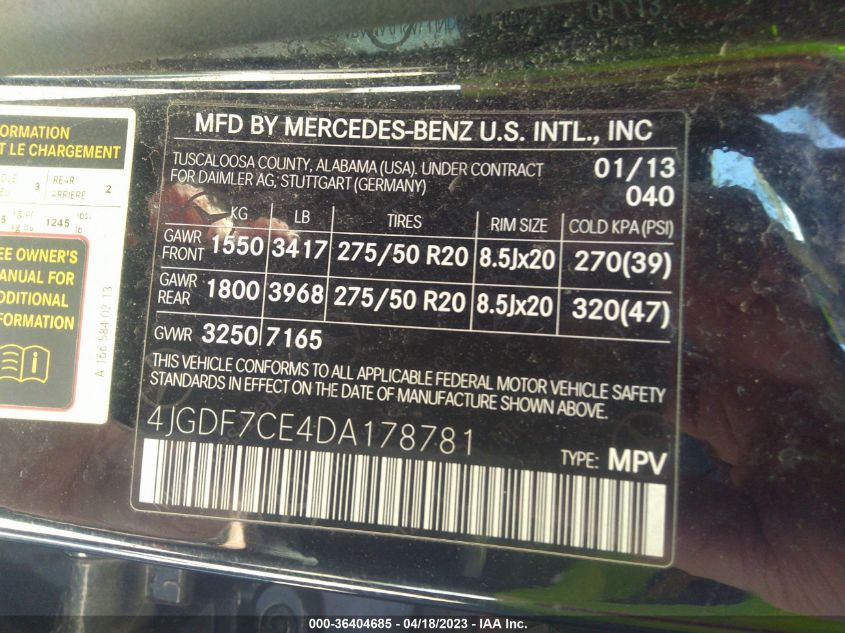 ORMATION
T LE CHARGEMENT
3 REAR ARRIERE 2
1245 lbs. lb
EE OWNER'S
ANUAL FOR
DDITIONAL
FORMATION
A 166 584 02 13
MFD BY MERCEDES-BENZ U.S. INTL., INC
TUSCALOOSA COUNTY, ALABAMA (USA). UNDER CONTRACT 01/13
FOR DAIMLER AG, STUTTGART (GERMANY) 040
KG LB TIRES RIM SIZE COLD KPA (PSI)
GAWR FRONT 1550 3417 275/50 R20 8.5Jx20 270(39)
GAWR REAR 1800 3968 275/50 R20 8.5Jx20 320(47)
GVWR 3250 7165
THIS VEHICLE CONFORMS TO ALL APPLICABLE FEDERAL MOTOR VEHICLE SAFETY
STANDARDS IN EFFECT ON THE DATE OF MANUFACTURE SHOWN ABOVE.
4JGDF7CE4DA178781
TYPE: MPV
000-36404685 - 04/18/2023 - IAA Inc.